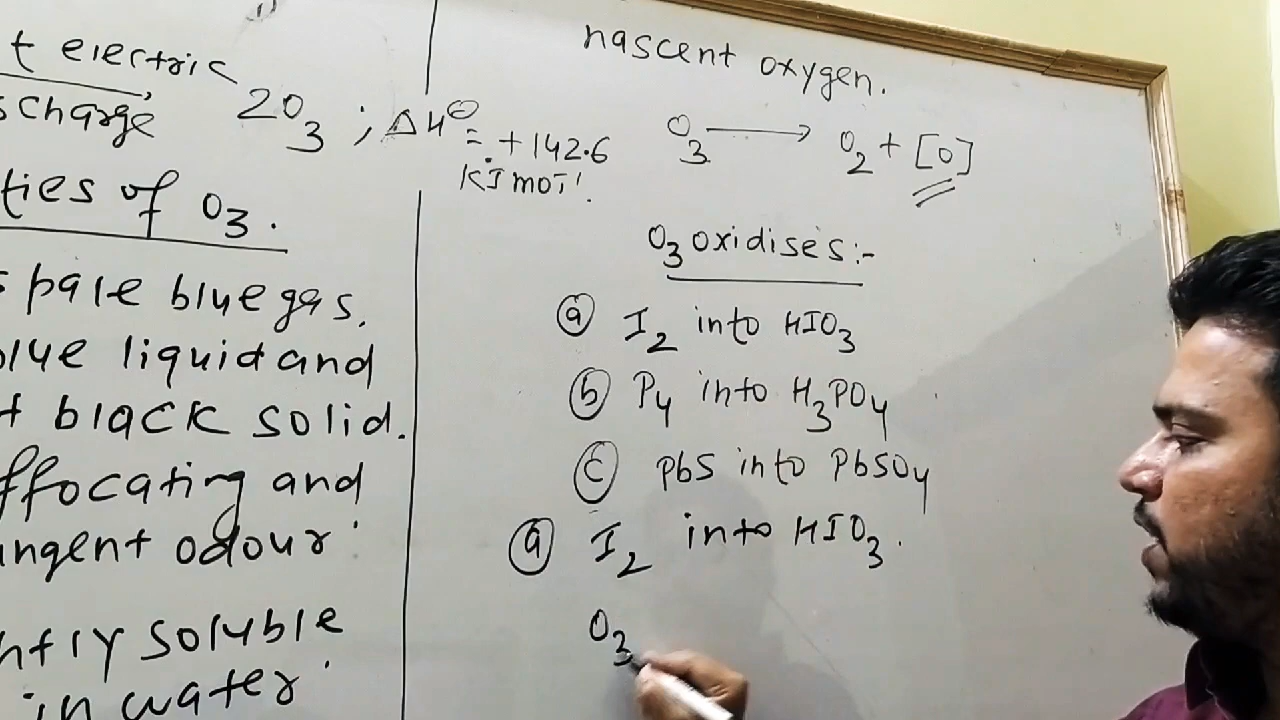 t electric
scharge
2O3 ; ΔH⊖ = + 142.6
KJ mol-1
ties of O3.
pale blue gas.
blue liquid and
t black solid.
ffocating and
ungent odour
htly soluble
in water
nascent oxygen.
O3 → O2 + [O]
O3 oxidises:-
(a) I2 into HIO3
(b) P4 into H3PO4
(c) PbS into PbSO4
(a) I2 into HIO3.
O3